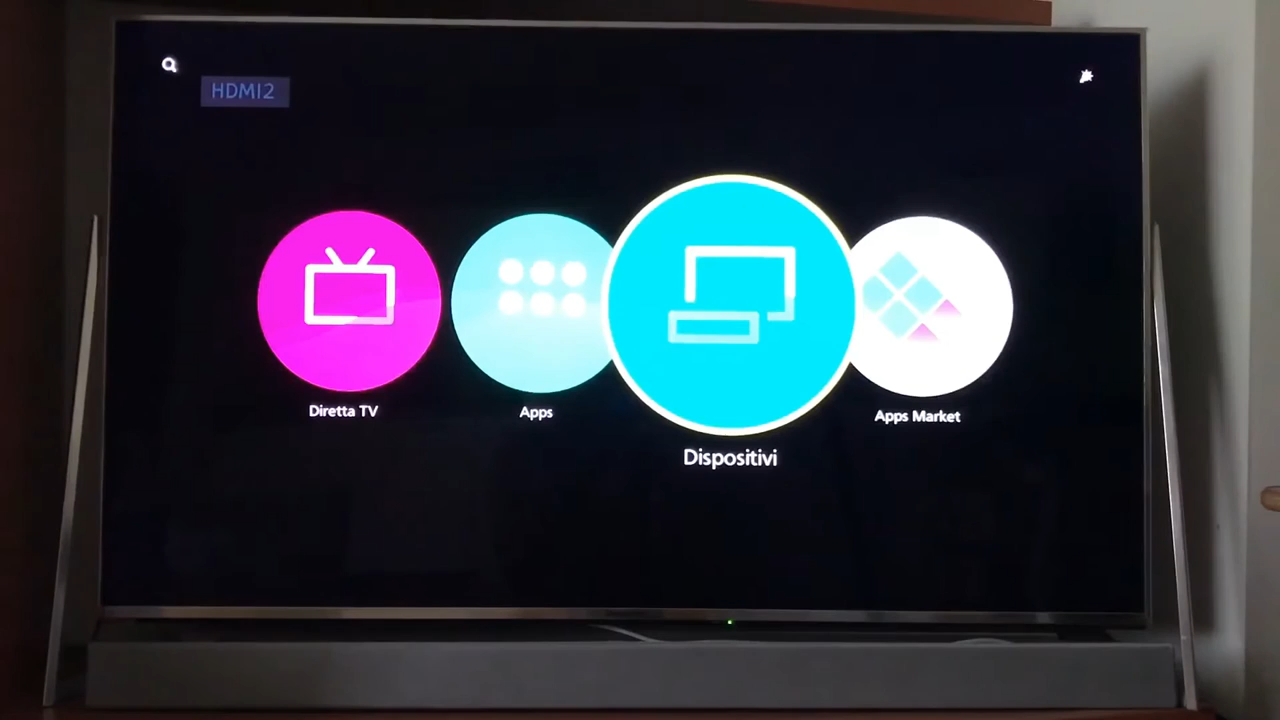 HDMI2
Diretta TV
Apps
Dispositivi
Apps Market